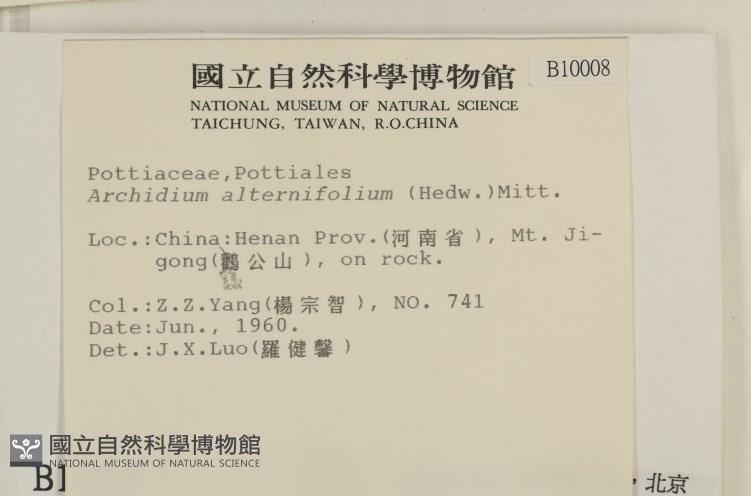 國立自然科學博物館
B10008
NATIONAL MUSEUM OF NATURAL SCIENCE
TAICHUNG, TAIWAN, R.O.CHINA
Pottiaceae,Pottiales
Archidium alternifolium (Hedw.)Mitt.
Loc.:China:Henan Prov.(河南省), Mt. Ji-
gong(鷄公山), on rock.
Col.:Z.Z.Yang(楊宗智), NO. 741
Date:Jun., 1960.
Det.:J.X.Luo(羅健馨)
國立自然科學博物館
NATIONAL MUSEUM OF NATURAL SCIENCE
B1
, 北京